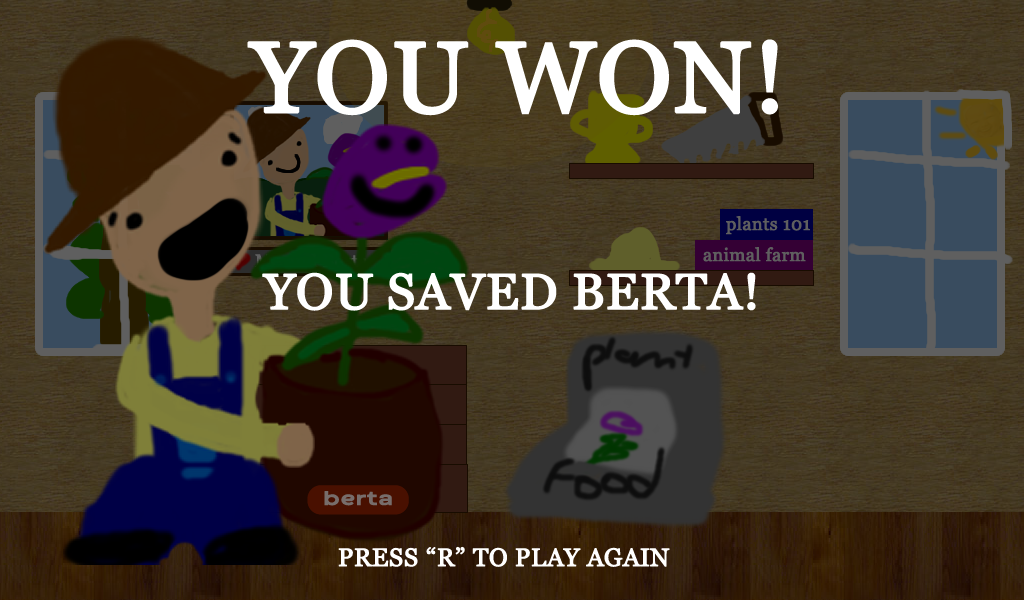 YOU WON!
plants 101
animal farm
YOU SAVED BERTA!
plant
Food
berta
PRESS “R” TO PLAY AGAIN